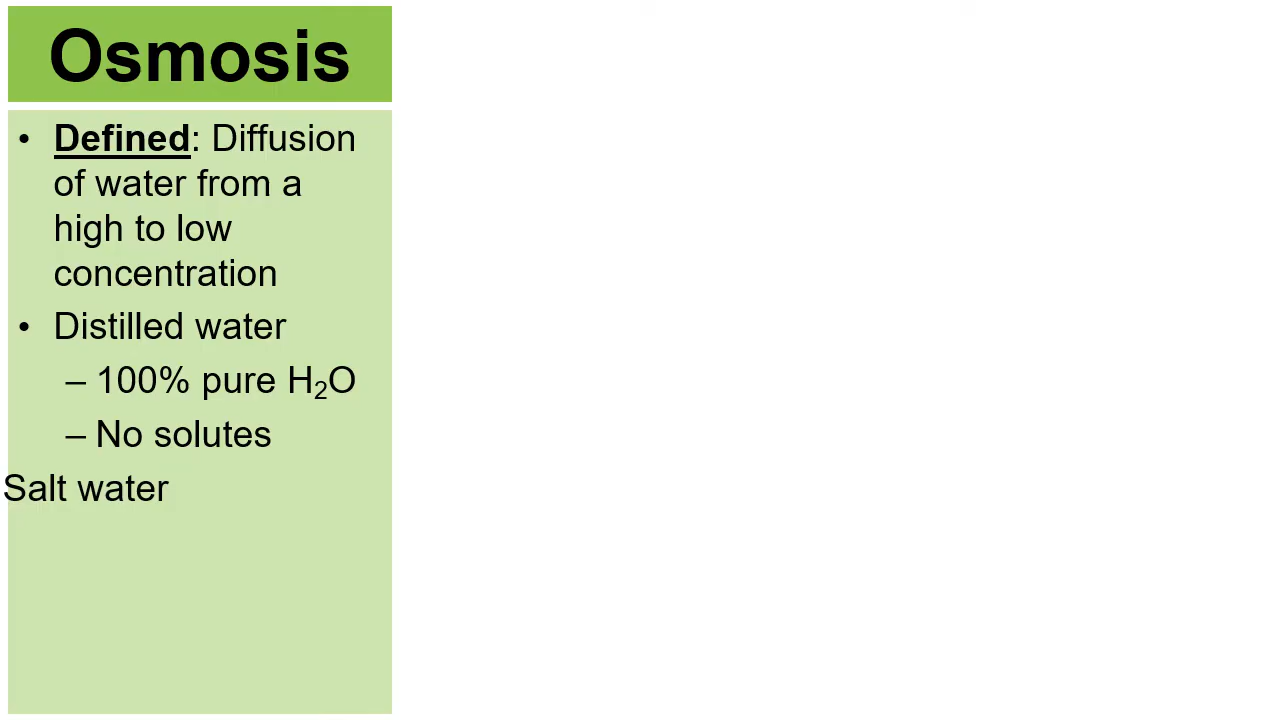 Osmosis
• Defined: Diffusion
of water from a
high to low
concentration
• Distilled water
– 100% pure H₂O
– No solutes
Salt water